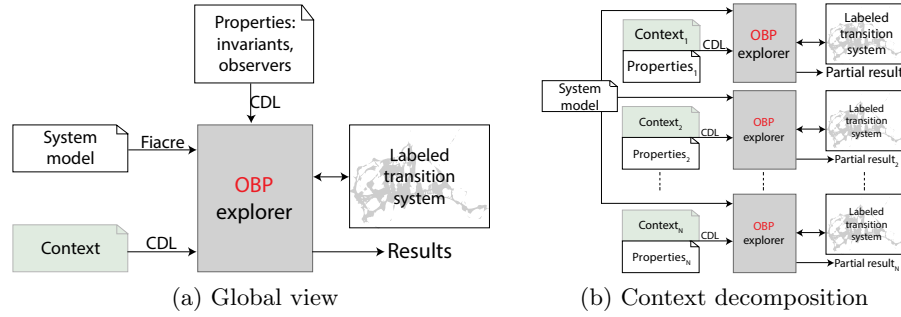 Properties:
invariants,
observers
CDL
System
model
Fiacre
OBP
explorer
Labeled
transition
system
Context
CDL
Results
(a) Global view
Context1
CDL
Properties1
OBP
explorer
Labeled
transition
system
Partial result1
System
model
Context2
CDL
Properties2
OBP
explorer
Labeled
transition
system
Partial result2
ContextN
CDL
PropertiesN
OBP
explorer
Labeled
transition
system
Partial resultN
(b) Context decomposition